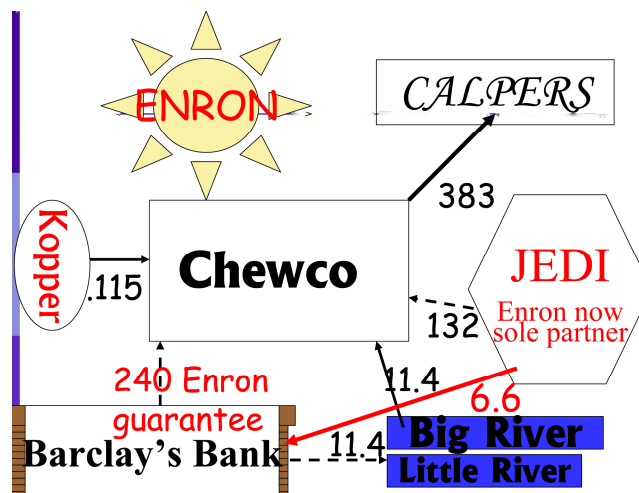 ENRON
CALPERS
383
Kopper
.115
Chewco
JEDI
Enron now
sole partner
132
240 Enron
guarantee
11.4
6.6
Barclay's Bank
11.4
Big River
Little River